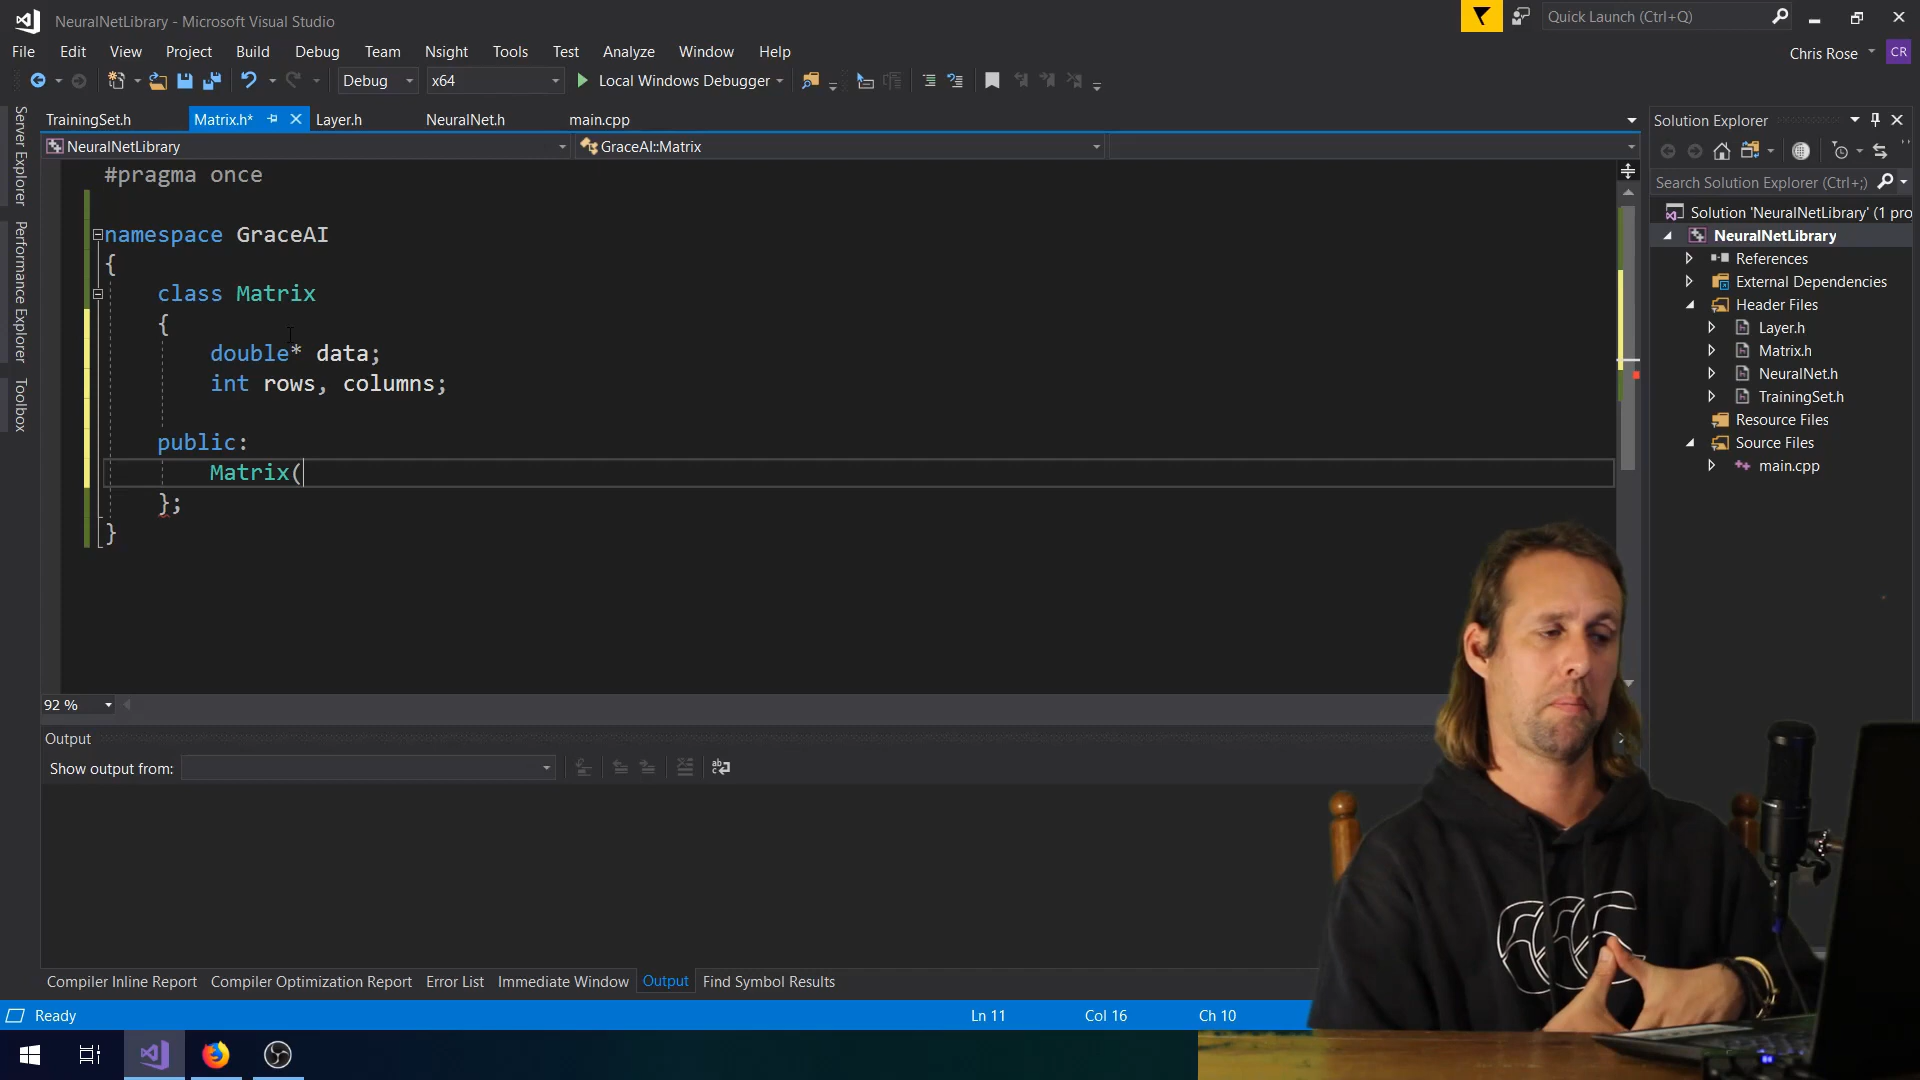 NeuralNetLibrary - Microsoft Visual Studio
Quick Launch (Ctrl+Q)
File Edit View Project Build Debug Team Nsight Tools Test Analyze Window Help
Chris Rose CR
Debug x64 Local Windows Debugger
TrainingSet.h Matrix.h* Layer.h NeuralNet.h main.cpp
NeuralNetLibrary GraceAI::Matrix
Server Explorer
Performance Explorer
Toolbox
#pragma once
namespace GraceAI
{
class Matrix
{
double* data;
int rows, columns;
public:
Matrix(
};
}
92 %
Output
Show output from:
Compiler Inline Report Compiler Optimization Report Error List Immediate Window Output Find Symbol Results
Ready Ln 11 Col 16 Ch 10
Solution Explorer
Search Solution Explorer (Ctrl+;)
Solution 'NeuralNetLibrary' (1 pro
NeuralNetLibrary
References
External Dependencies
Header Files
Layer.h
Matrix.h
NeuralNet.h
TrainingSet.h
Resource Files
Source Files
main.cpp